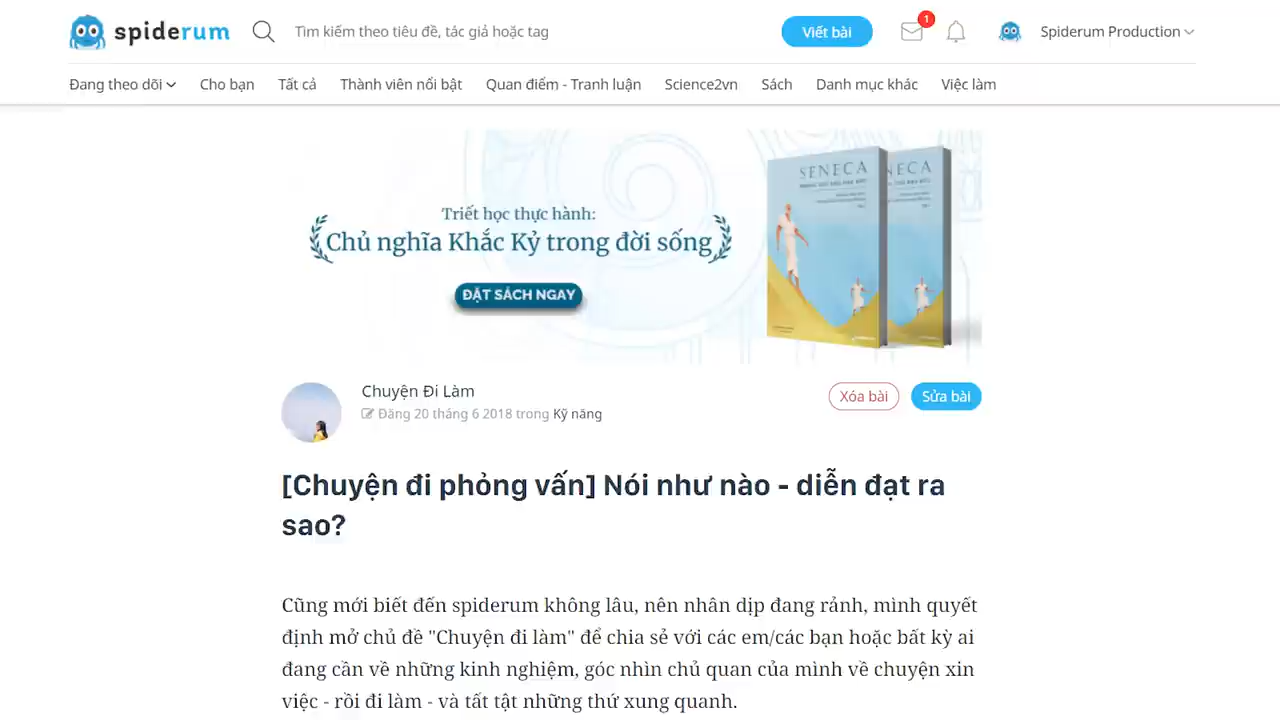 spiderum
Tìm kiếm theo tiêu đề, tác giả hoặc tag
Viết bài
1
Spiderum Production
Đang theo dõi
Cho bạn
Tất cả
Thành viên nổi bật
Quan điểm - Tranh luận
Science2vn
Sách
Danh mục khác
Việc làm
Triết học thực hành:
Chủ nghĩa Khắc Kỷ trong đời sống
ĐẶT SÁCH NGAY
SENECA
NECA
Chuyện Đi Làm
Đăng 20 tháng 6 2018 trong Kỹ năng
Xóa bài
Sửa bài
[Chuyện đi phỏng vấn] Nói như nào - diễn đạt ra
sao?
Cũng mới biết đến spiderum không lâu, nên nhân dịp đang rảnh, mình quyết
định mở chủ đề "Chuyện đi làm" để chia sẻ với các em/các bạn hoặc bất kỳ ai
đang cần về những kinh nghiệm, góc nhìn chủ quan của mình về chuyện xin
việc - rồi đi làm - và tất tật những thứ xung quanh.